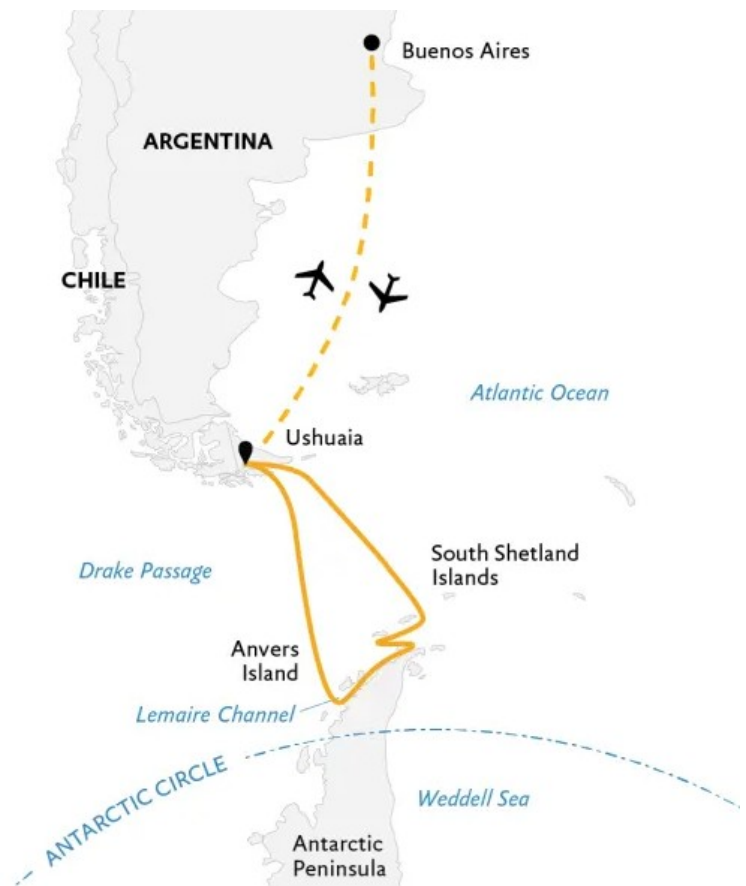 Buenos Aires
ARGENTINA
CHILE
Atlantic Ocean
Ushuaia
South Shetland
Islands
Drake Passage
Anvers
Island
Lemaire Channel
ANTARCTIC CIRCLE
Weddell Sea
Antarctic
Peninsula